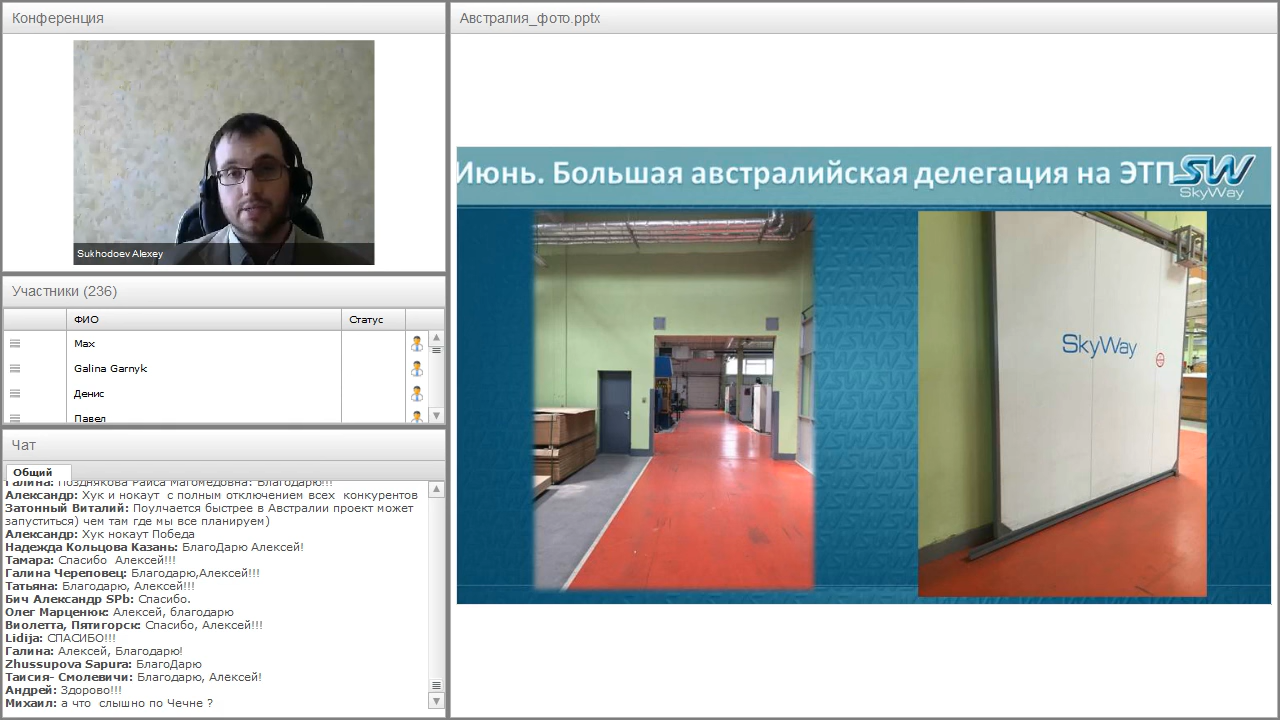 Конференция
Sukhodoev Alexey
Участники (236)
ФИО
Статус
Max
Galina Garnyk
Денис
Павел
Чат
Общий
Галина: Позднякова Раиса Магомедовна: Благодарю!!!
Александр: Хук и нокаут с полным отключением всех конкурентов
Затонный Виталий: Поулчается быстрее в Австралии проект может
запуститься) чем там где мы все планируем)
Александр: Хук нокаут Победа
Надежда Кольцова Казань: БлагоДарю Алексей!
Тамара: Спасибо Алексей!!!
Галина Череповец: Благодарю,Алексей!!!
Татьяна: Благодарю, Алексей!!!
Бич Александр SPb: Спасибо.
Олег Марценюк: Алексей, благодарю
Виолетта, Пятигорск: Спасибо, Алексей!!!
Lidija: СПАСИБО!!!
Галина: Алексей, Благодарю!
Zhussupova Sapura: БлагоДарю
Таисия- Смолевичи: Благодарю, Алексей!
Андрей: Здорово!!!
Михаил: а что слышно по Чечне ?
Австралия_фото.pptx
Июнь. Большая австралийская делегация на ЭТП
SW
SkyWay
SkyWay